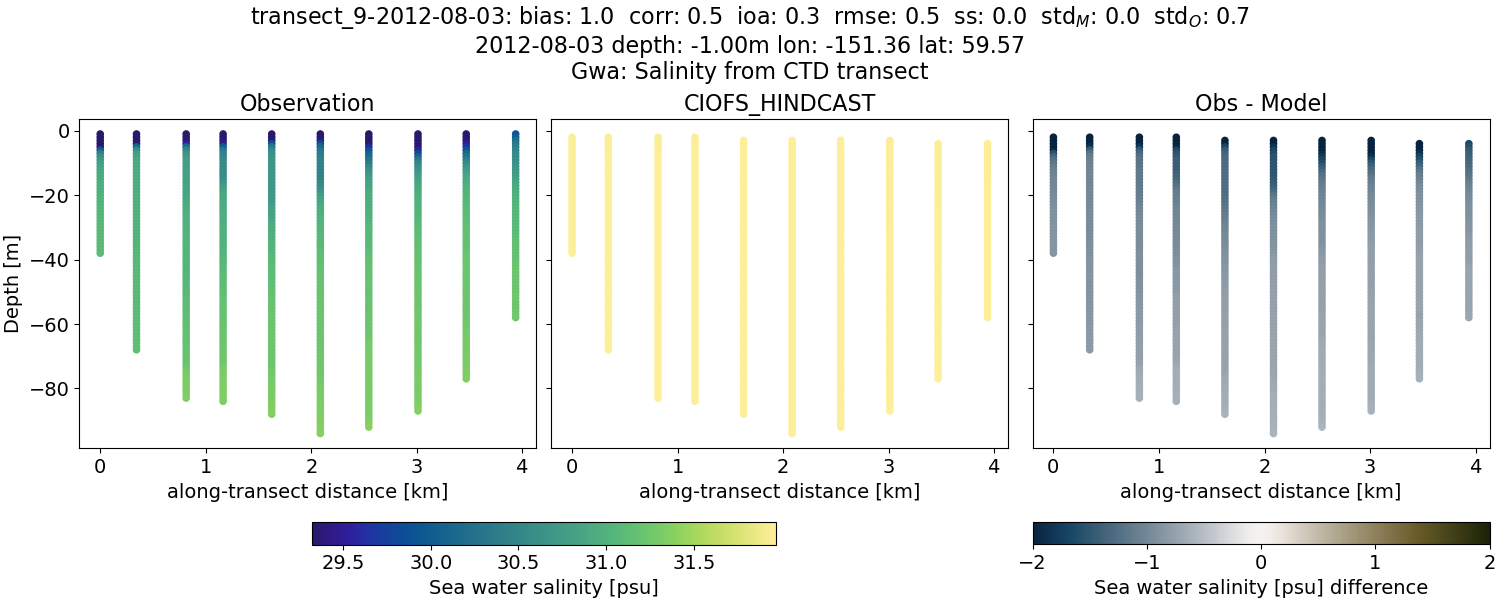 transect_9-2012-08-03: bias: 1.0 corr: 0.5 ioa: 0.3 rmse: 0.5 ss: 0.0 std_M: 0.0 std_O: 0.7
2012-08-03 depth: -1.00m lon: -151.36 lat: 59.57
Gwa: Salinity from CTD transect
Observation CIOFS_HINDCAST Obs - Model
Depth [m]
0
−20
−40
−60
−80
0 1 2 3 4
0 1 2 3 4
0 1 2 3 4
along-transect distance [km] along-transect distance [km] along-transect distance [km]
29.5 30.0 30.5 31.0 31.5
Sea water salinity [psu]
−2 −1 0 1 2
Sea water salinity [psu] difference